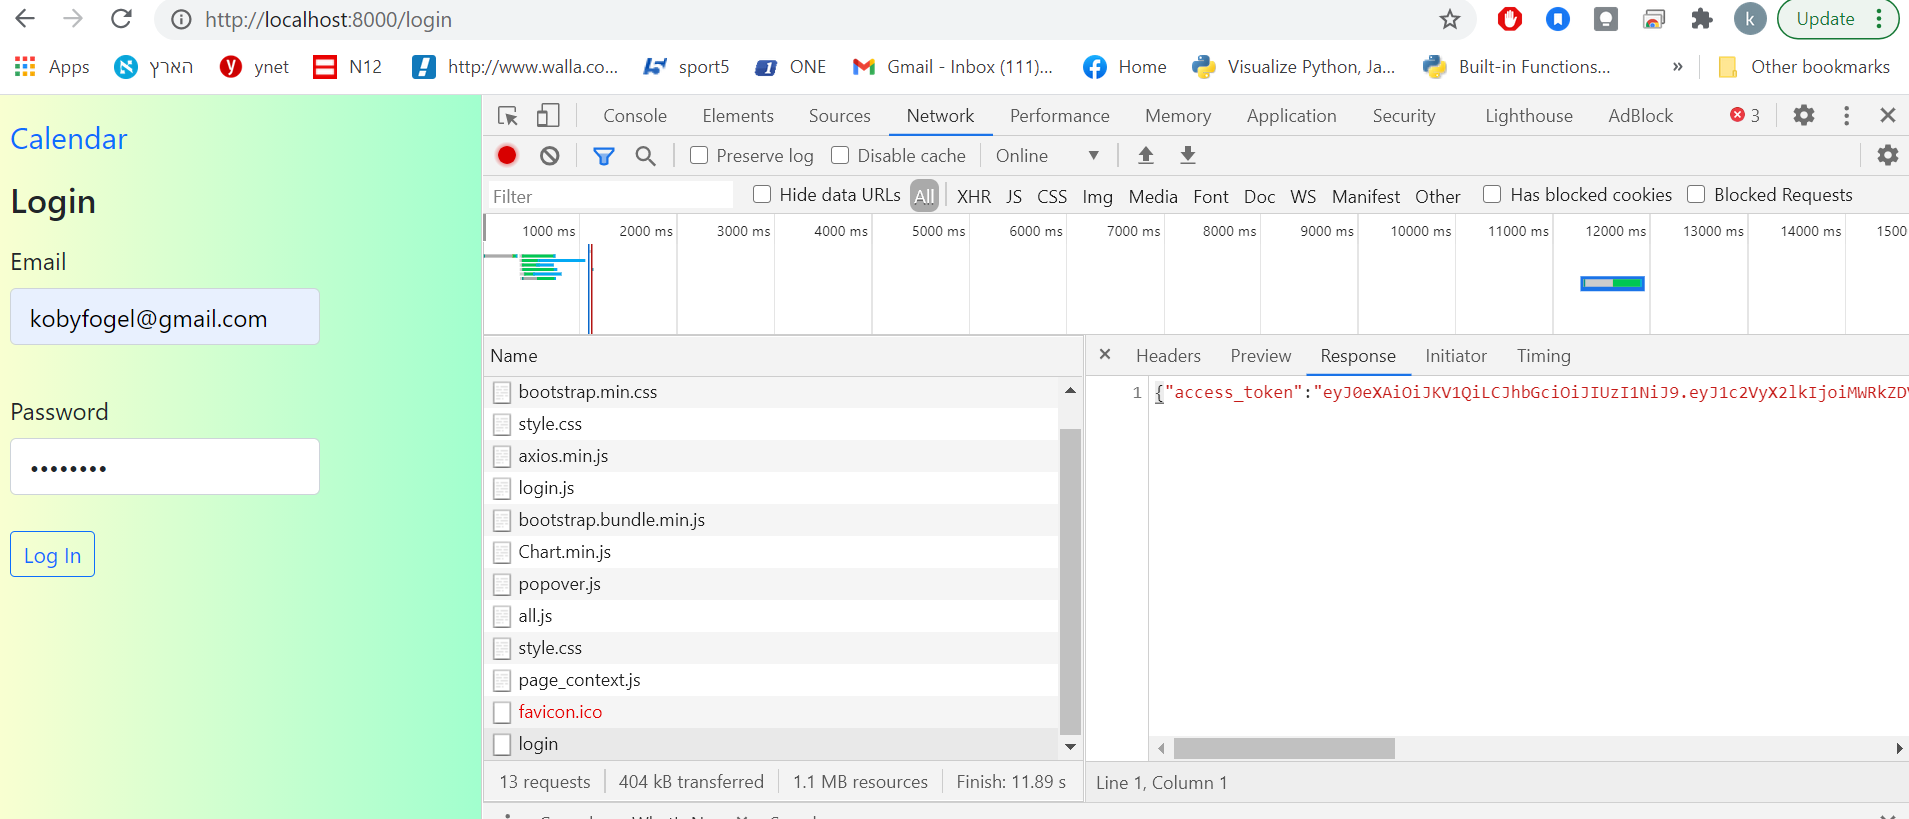 http://localhost:8000/login
k
Update
Apps
הארץ
ynet
N12
http://www.walla.co...
sport5
ONE
Gmail - Inbox (111)...
Home
Visualize Python, Ja...
Built-in Functions...
»
Other bookmarks
Calendar
Login
Email
kobyfogel@gmail.com
Password
••••••••
Log In
Console Elements Sources Network Performance Memory Application Security Lighthouse AdBlock 3
Preserve log Disable cache Online
Filter Hide data URLs All XHR JS CSS Img Media Font Doc WS Manifest Other Has blocked cookies Blocked Requests
1000 ms 2000 ms 3000 ms 4000 ms 5000 ms 6000 ms 7000 ms 8000 ms 9000 ms 10000 ms 11000 ms 12000 ms 13000 ms 14000 ms 1500
Name
bootstrap.min.css
style.css
axios.min.js
login.js
bootstrap.bundle.min.js
Chart.min.js
popover.js
all.js
style.css
page_context.js
favicon.ico
login
13 requests 404 kB transferred 1.1 MB resources Finish: 11.89 s
Headers Preview Response Initiator Timing
1 {"access_token":"eyJ0eXAiOiJKV1QiLCJhbGciOiJIUzI1NiJ9.eyJ1c2VyX2lkIjoiMWRkZD
Line 1, Column 1